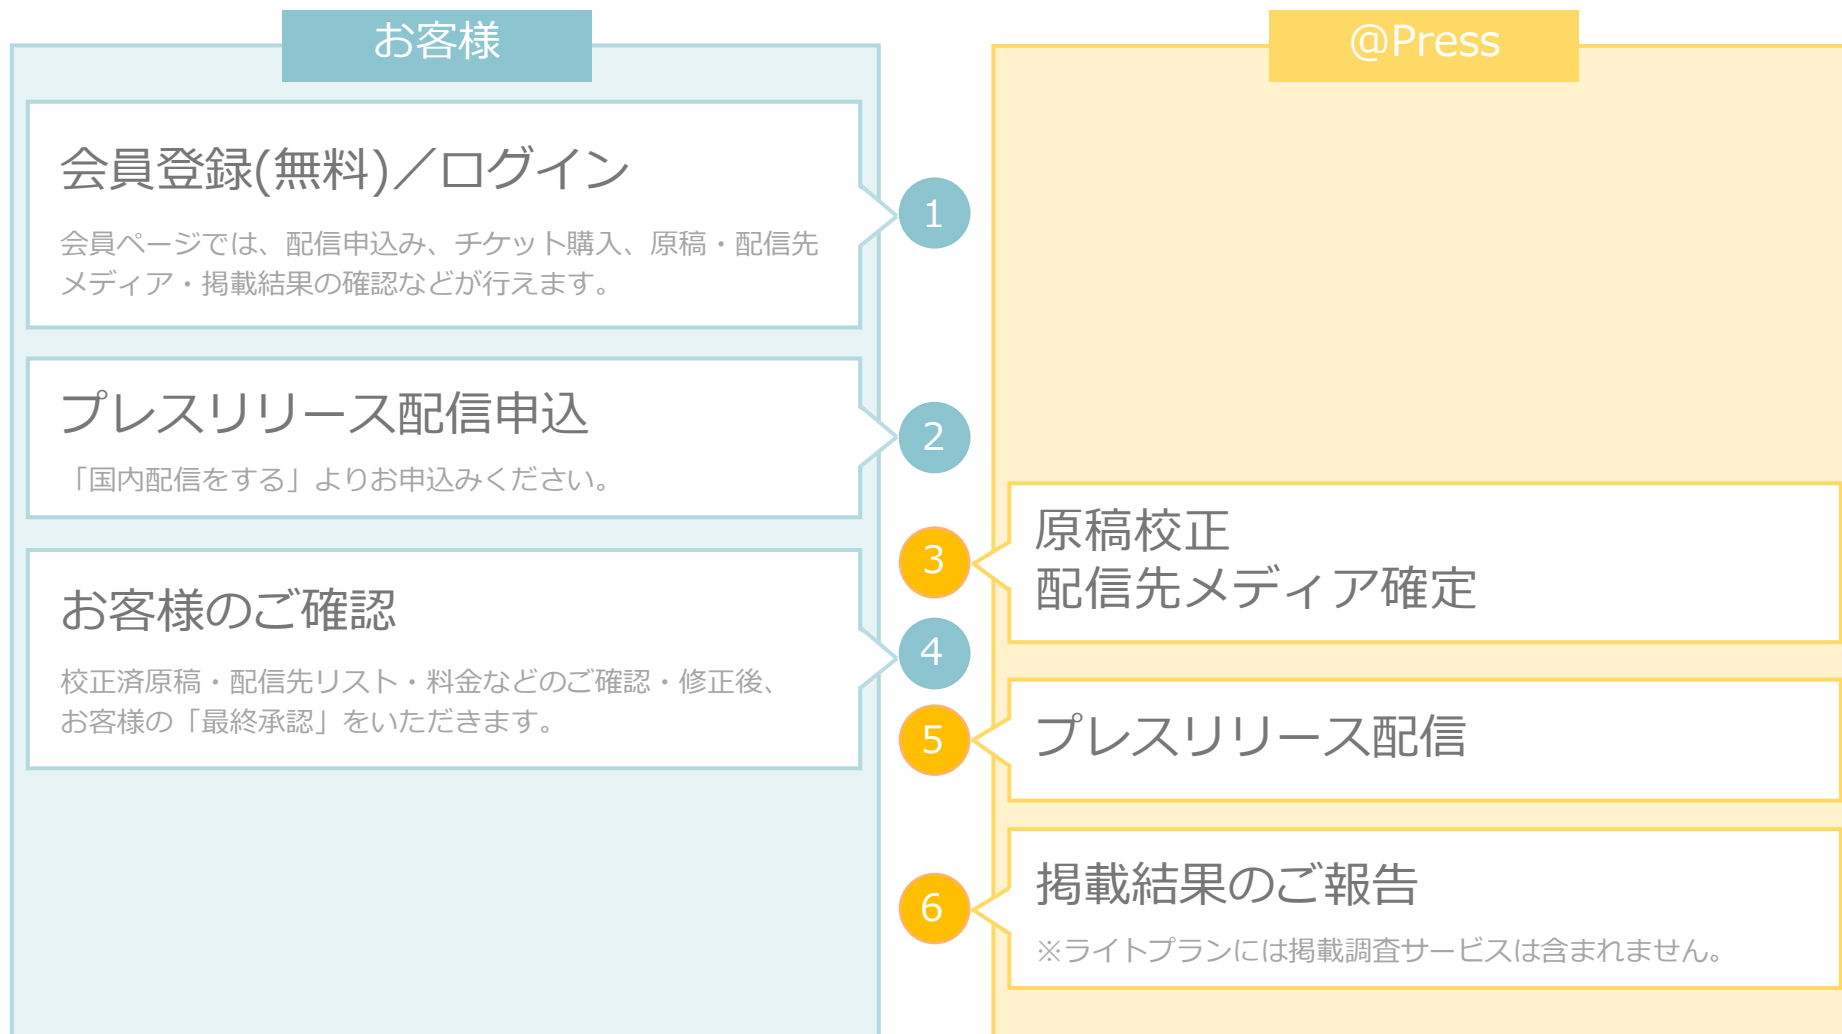 お客様
@Press
会員登録(無料)／ログイン
会員ページでは、配信申込み、チケット購入、原稿・配信先
メディア・掲載結果の確認などが行えます。
1
プレスリリース配信申込
「国内配信をする」よりお申込みください。
2
原稿校正
配信先メディア確定
3
お客様のご確認
校正済原稿・配信先リスト・料金などのご確認・修正後、
お客様の「最終承認」をいただきます。
4
プレスリリース配信
5
掲載結果のご報告
※ライトプランには掲載調査サービスは含まれません。
6